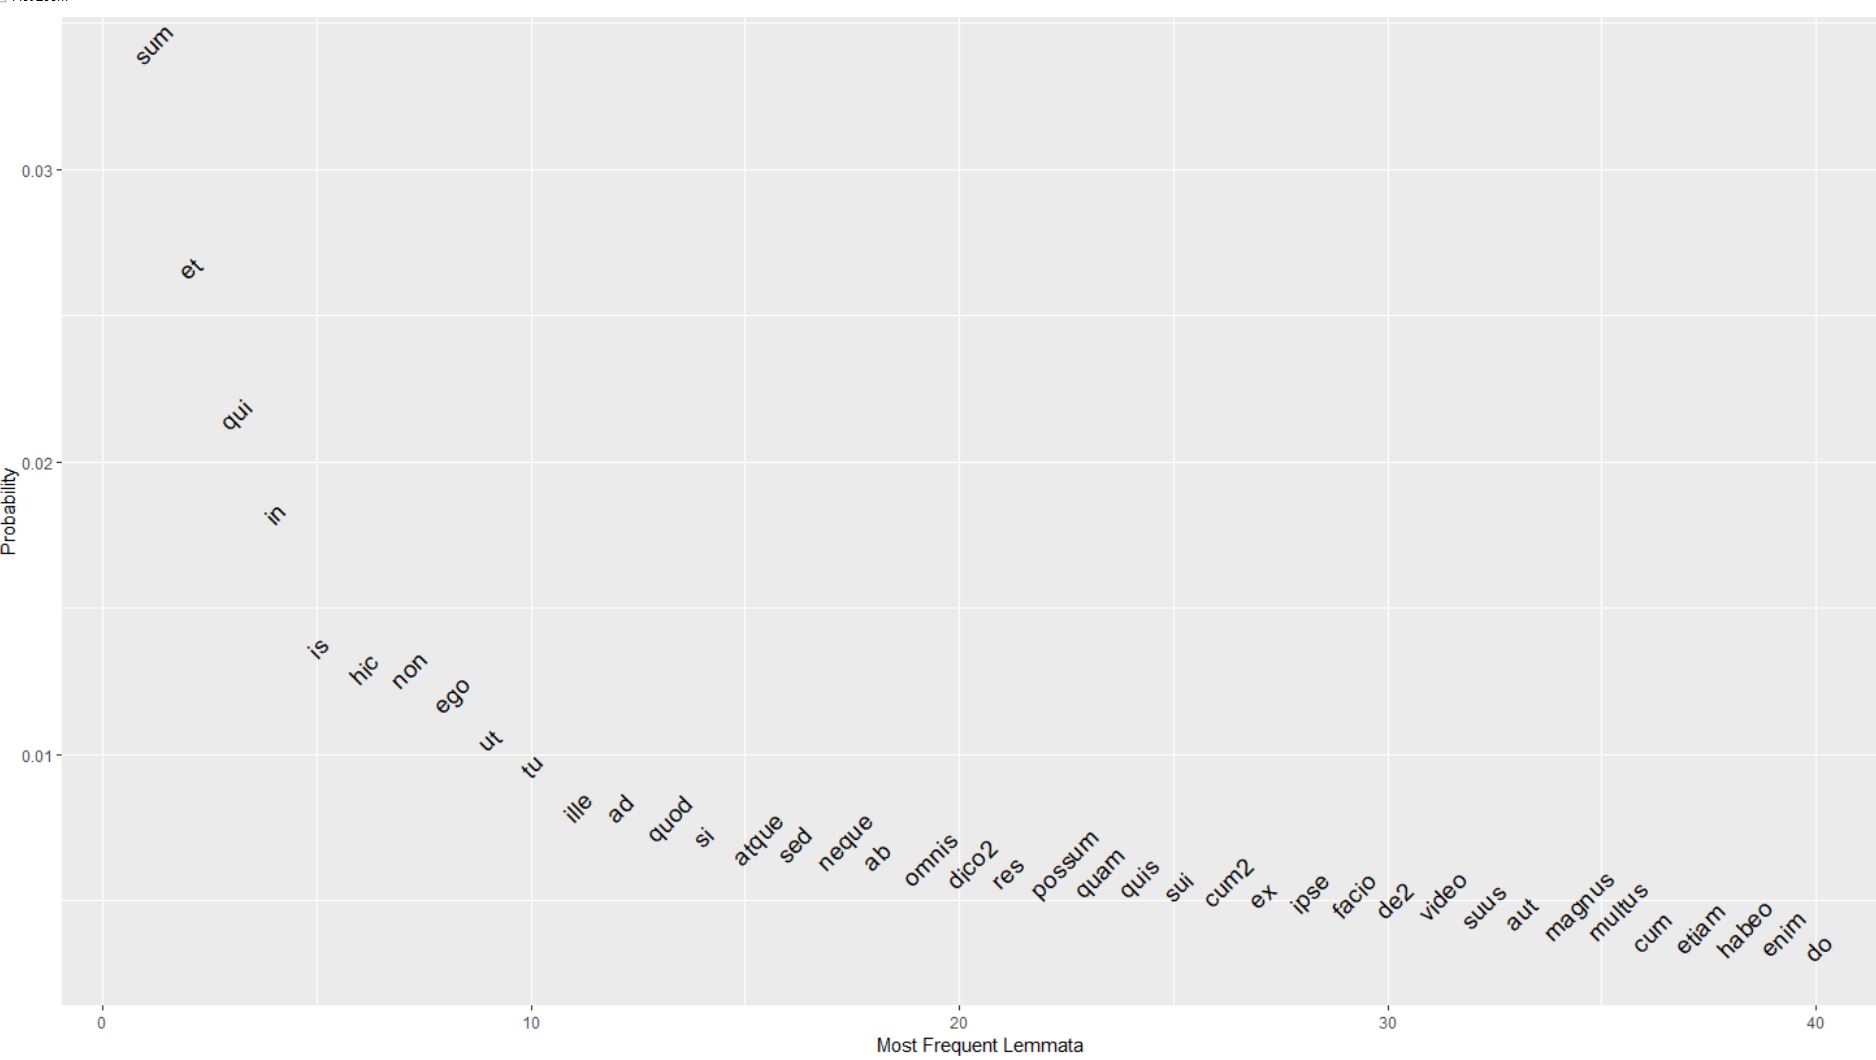 sum
0.03
et
qui
0.02
in
Probability
is
hic
non
ego
ut
0.01
tu
ille
ad
quod
si
atque
sed
neque
ab
omnis
dico2
res
possum
quam
quis
sui
cum2
ex
ipse
facio
de2
video
suus
aut
magnus
multus
cum
etiam
habeo
enim
do
0 10 20 30 40
Most Frequent Lemmata